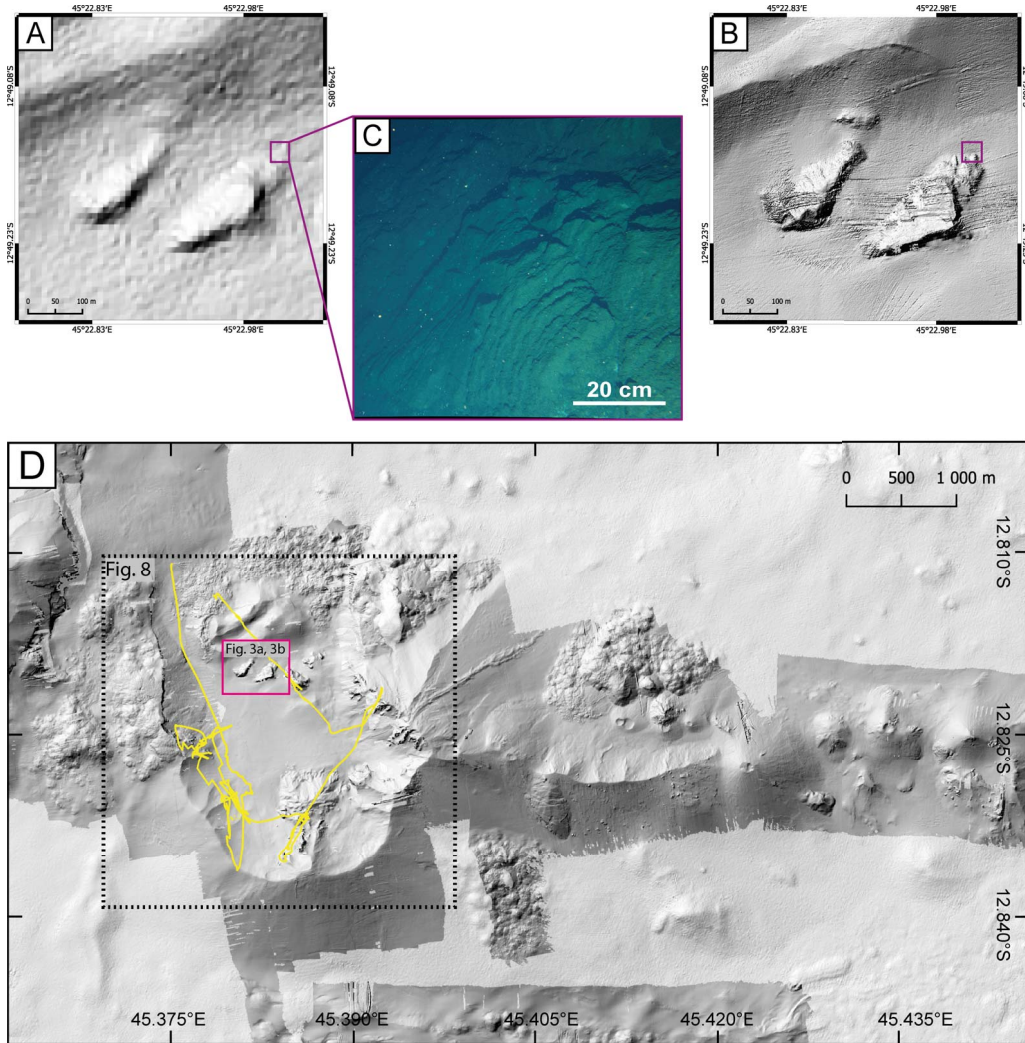 45°22.83'E 45°22.98'E
A
12°49.08'S
12°49.08'S
12°49.23'S
12°49.23'S
0 50 100 m
45°22.83'E 45°22.98'E
C
20 cm
45°22.83'E 45°22.98'E
B
12°49.08'S
12°49.23'S
0 50 100 m
45°22.83'E 45°22.98'E
D
0 500 1 000 m
Fig. 8
Fig. 3a, 3b
12.810°S
12.825°S
12.840°S
45.375°E 45.390°E 45.405°E 45.420°E 45.435°E